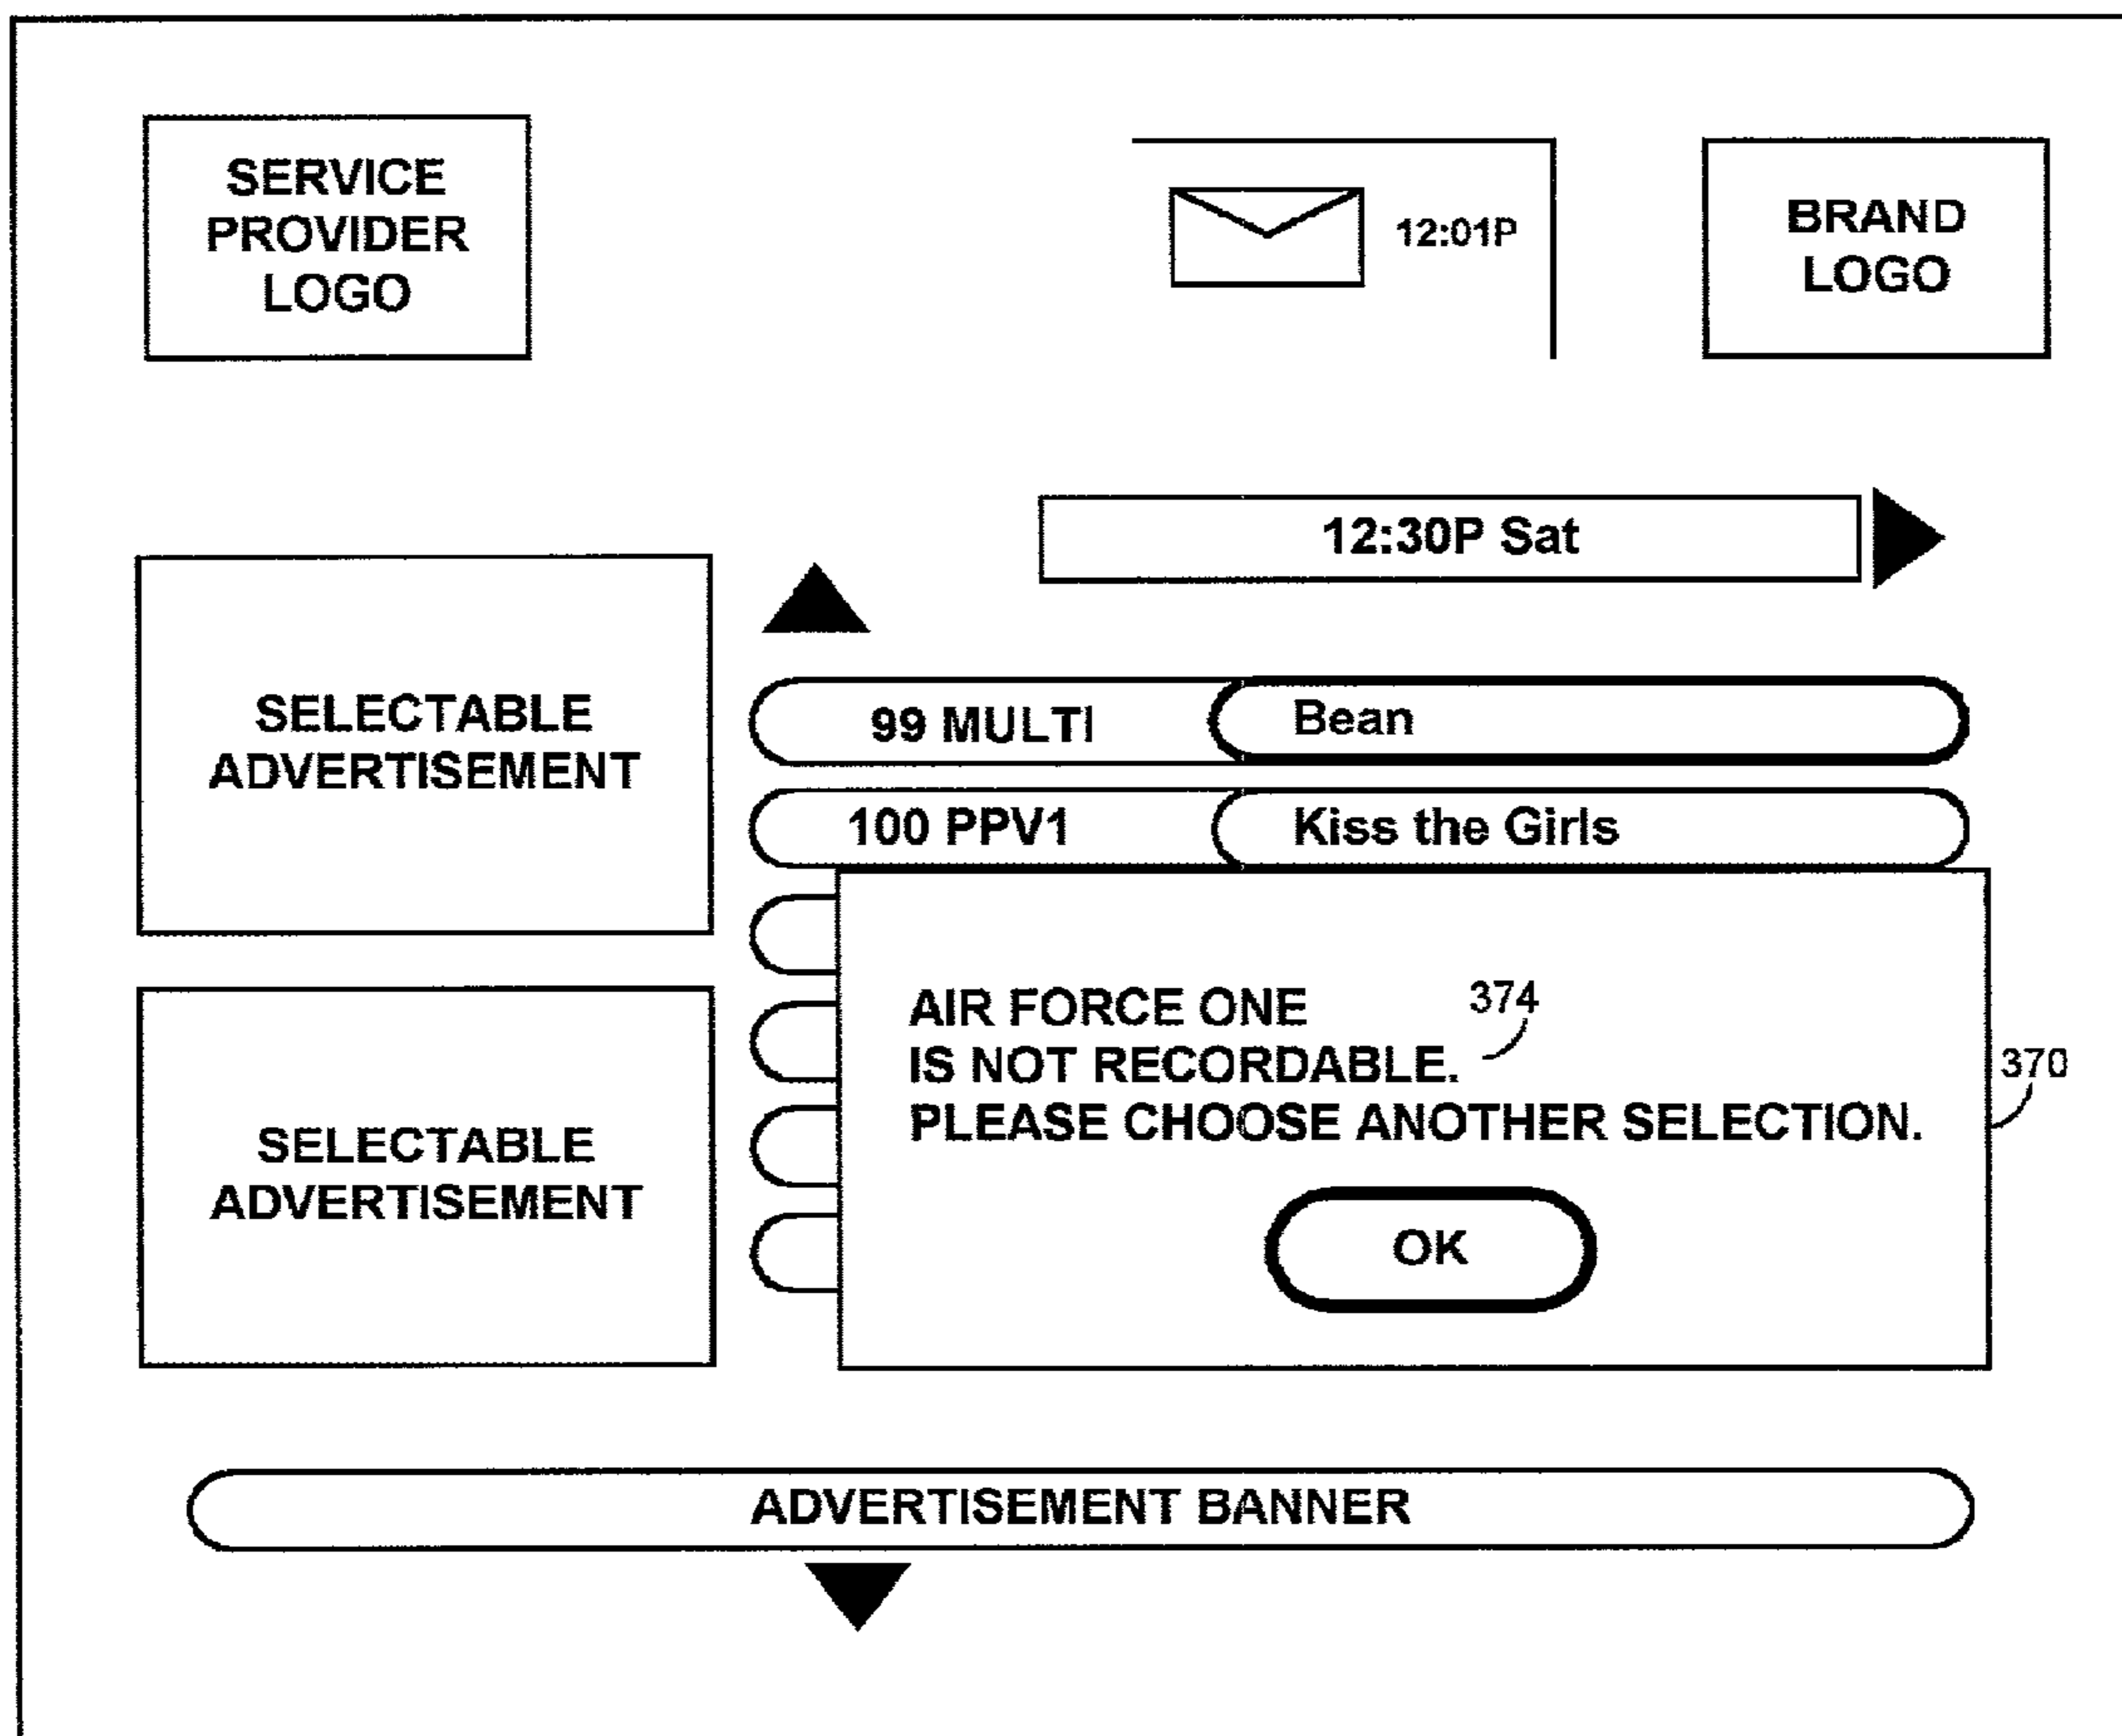 SERVICE
PROVIDER
LOGO
12:01P
BRAND
LOGO
12:30P Sat
SELECTABLE
ADVERTISEMENT
99 MULTI
Bean
100 PPV1
Kiss the Girls
AIR FORCE ONE
374
IS NOT RECORDABLE.
370
PLEASE CHOOSE ANOTHER SELECTION.
SELECTABLE
ADVERTISEMENT
OK
ADVERTISEMENT BANNER